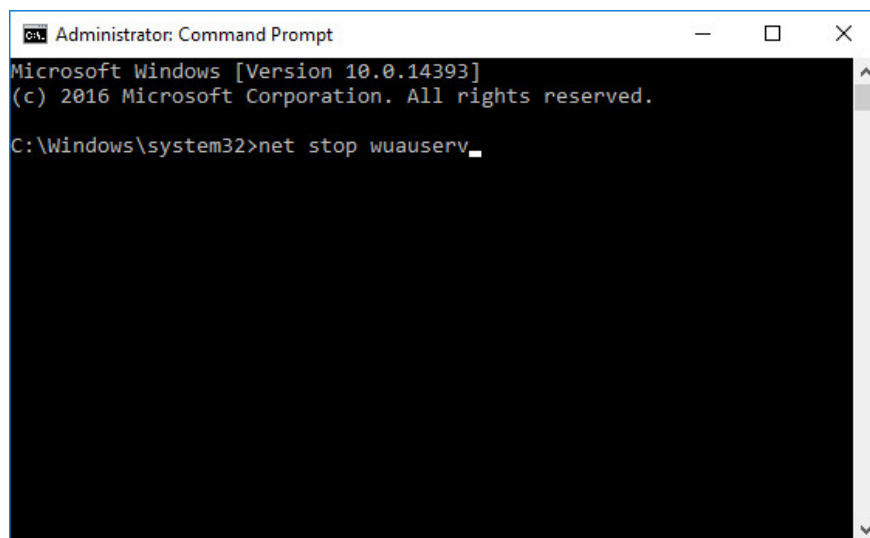 Administrator: Command Prompt
Microsoft Windows [Version 10.0.14393]
(c) 2016 Microsoft Corporation. All rights reserved.
C:\Windows\system32>net stop wuauserv